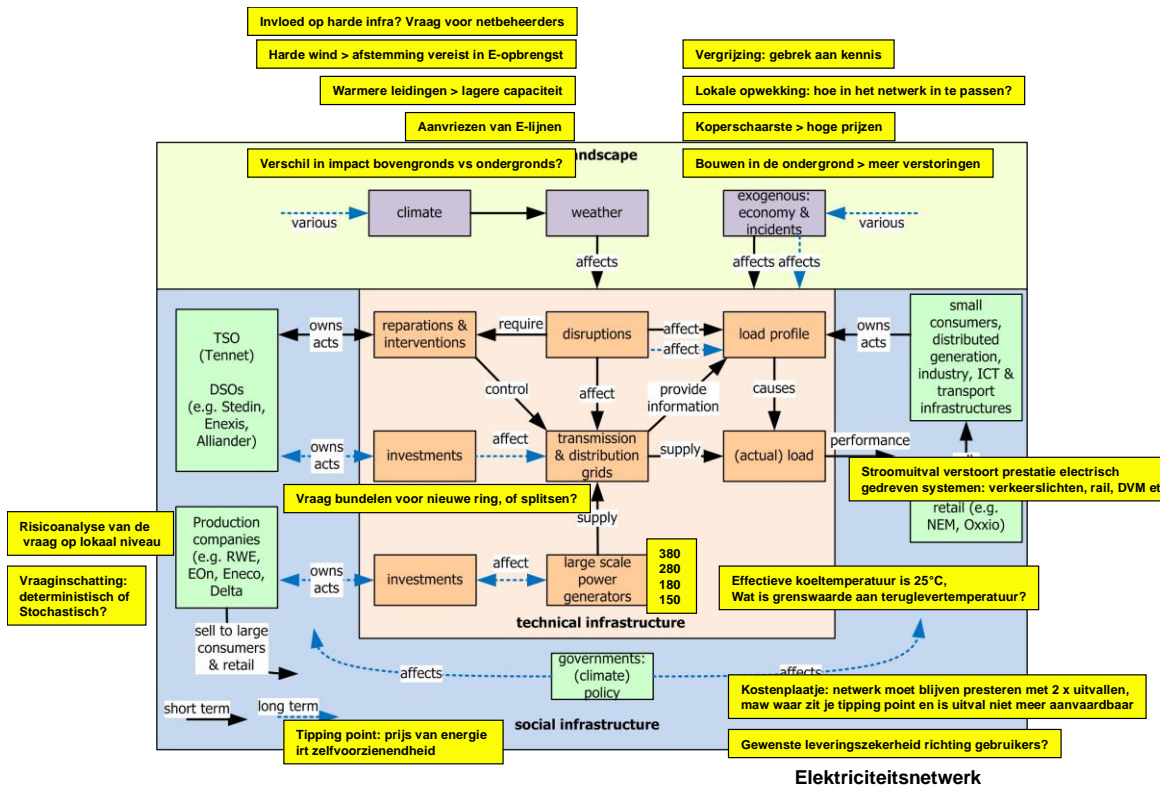 Invloed op harde infra? Vraag voor netbeheerders
Harde wind > afstemming vereist in E-opbrengst
Warmere leidingen > lagere capaciteit
Aanvriezen van E-lijnen
Verschil in impact bovengronds vs ondergronds?
Vergrijzing: gebrek aan kennis
Lokale opwekking: hoe in het netwerk in te passen?
Koperschaarste > hoge prijzen
Bouwen in de ondergrond > meer verstoringen
ndscape
various
climate
weather
exogenous:
economy &
incidents
various
affects
affects
affects
TSO
(Tennet)
DSOs
(e.g. Stedin,
Enexis,
Alliander)
owns
acts
reparations &
interventions
require
disruptions
affect
affect
load profile
owns
acts
small
consumers,
distributed
generation,
industry, ICT &
transport
infrastructures
control
affect
provide
information
causes
owns
acts
investments
affect
transmission
& distribution
grids
supply
(actual) load
performance
Stroomuitval verstoort prestatie electrisch
gedreven systemen: verkeerslichten, rail, DVM et
retail (e.g.
NEM, Oxxio)
Vraag bundelen voor nieuwe ring, of splitsen?
supply
Risicoanalyse van de
vraag op lokaal niveau
Vraaginschatting:
deterministisch of
Stochastisch?
Production
companies
(e.g. RWE,
EOn, Eneco,
Delta
owns
acts
investments
affect
large scale
power
generators
380
280
180
150
Effectieve koeltemperatuur is 25°C,
Wat is grenswaarde aan teruglevertemperatuur?
technical infrastructure
sell to large
consumers
& retail
affects
governments:
(climate)
policy
affects
Kostenplaatje: netwerk moet blijven presteren met 2 x uitvallen,
maw waar zit je tipping point en is uitval niet meer aanvaardbaar
short term
long term
social infrastructure
Tipping point: prijs van energie
irt zelfvoorzienendheid
Gewenste leveringszekerheid richting gebruikers?
Elektriciteitsnetwerk